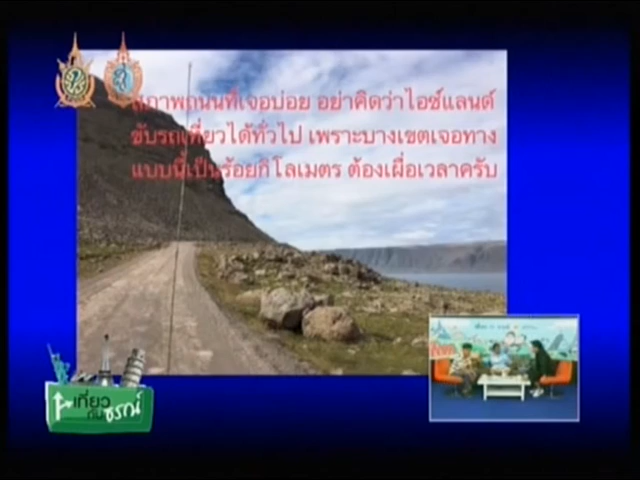 สภาพถนนที่เจอบ่อย อย่าคิดว่าไอซ์แลนด์
ขับรถเที่ยวได้ทั่วไป เพราะบางเขตเจอทาง
แบบนี้เป็นร้อยกิโลเมตร ต้องเผื่อเวลาครับ
เที่ยว
กับ ธรณ์